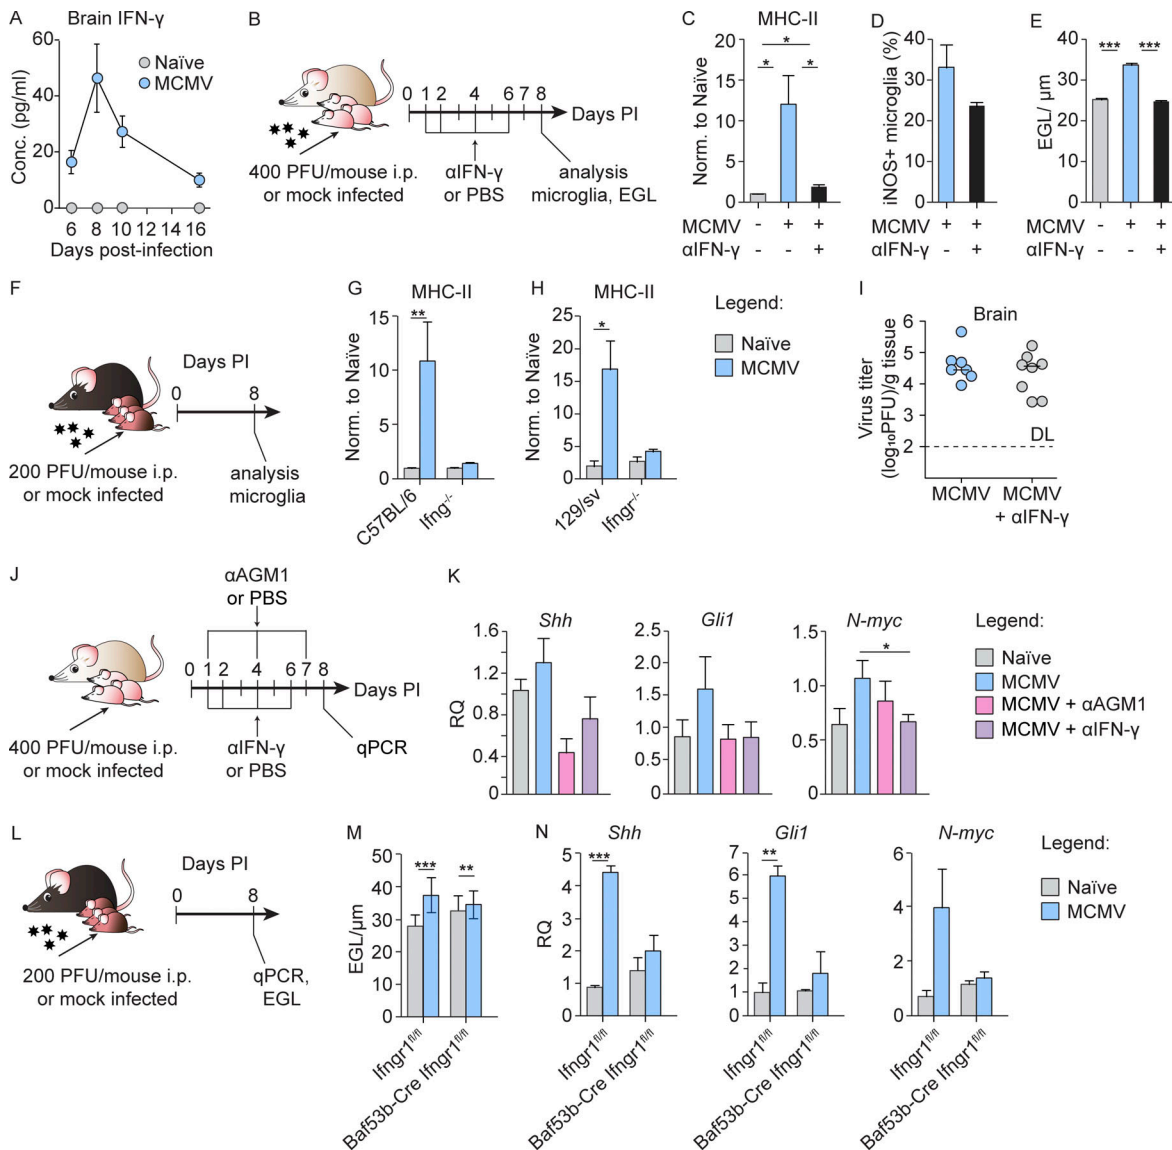 A
Brain IFN-γ
Conc. (pg/ml)
60
40
20
0
6 8 10 12 14 16
Days post-infection
Naïve
MCMV
B
0 1 2 4 6 7 8
Days PI
400 PFU/mouse i.p.
or mock infected
αIFN-γ
or PBS
analysis
microglia, EGL
C
MHC-II
Norm. to Naïve
20
15
10
5
0
*
* *
MCMV - + +
αIFN-γ - - +
D
iNOS+ microglia (%)
40
30
20
10
0
MCMV + +
αIFN-γ - +
E
EGL/ μm
40
30
20
10
0
*** ***
MCMV - + +
αIFN-γ - - +
F
Days PI
0 8
200 PFU/mouse i.p.
or mock infected
analysis
microglia
G
MHC-II
Norm. to Naïve
15
10
5
0
**
C57BL/6
Ifng-/-
H
MHC-II
Norm. to Naïve
25
20
15
10
5
0
*
129/sv
Ifngr-/-
Legend:
Naïve
MCMV
I
Brain
Virus titer
(log₁₀PFU)/g tissue
6
5
4
3
2
DL
MCMV
MCMV
+ αIFN-γ
J
αAGM1
or PBS
0 1 2 4 6 7 8
Days PI
400 PFU/mouse i.p.
or mock infected
αIFN-γ
or PBS
qPCR
K
Shh
RQ
1.6
1.2
0.8
0.4
0
Gli1
2.5
2.0
1.5
1.0
0.5
0
N-myc
1.5
1.0
0.5
0
*
Legend:
Naïve
MCMV
MCMV + αAGM1
MCMV + αIFN-γ
L
Days PI
0 8
200 PFU/mouse i.p.
or mock infected
qPCR,
EGL
M
EGL/μm
50
40
30
20
10
0
*** **
Ifngr1fl/fl
Baf53b-Cre Ifngr1fl/fl
N
Shh
RQ
5
4
3
2
1
0
***
Ifngr1fl/fl
Baf53b-Cre Ifngr1fl/fl
Gli1
7
6
5
4
3
2
1
0
**
Ifngr1fl/fl
Baf53b-Cre Ifngr1fl/fl
N-myc
6
4
2
0
Ifngr1fl/fl
Baf53b-Cre Ifngr1fl/fl
Legend:
Naïve
MCMV